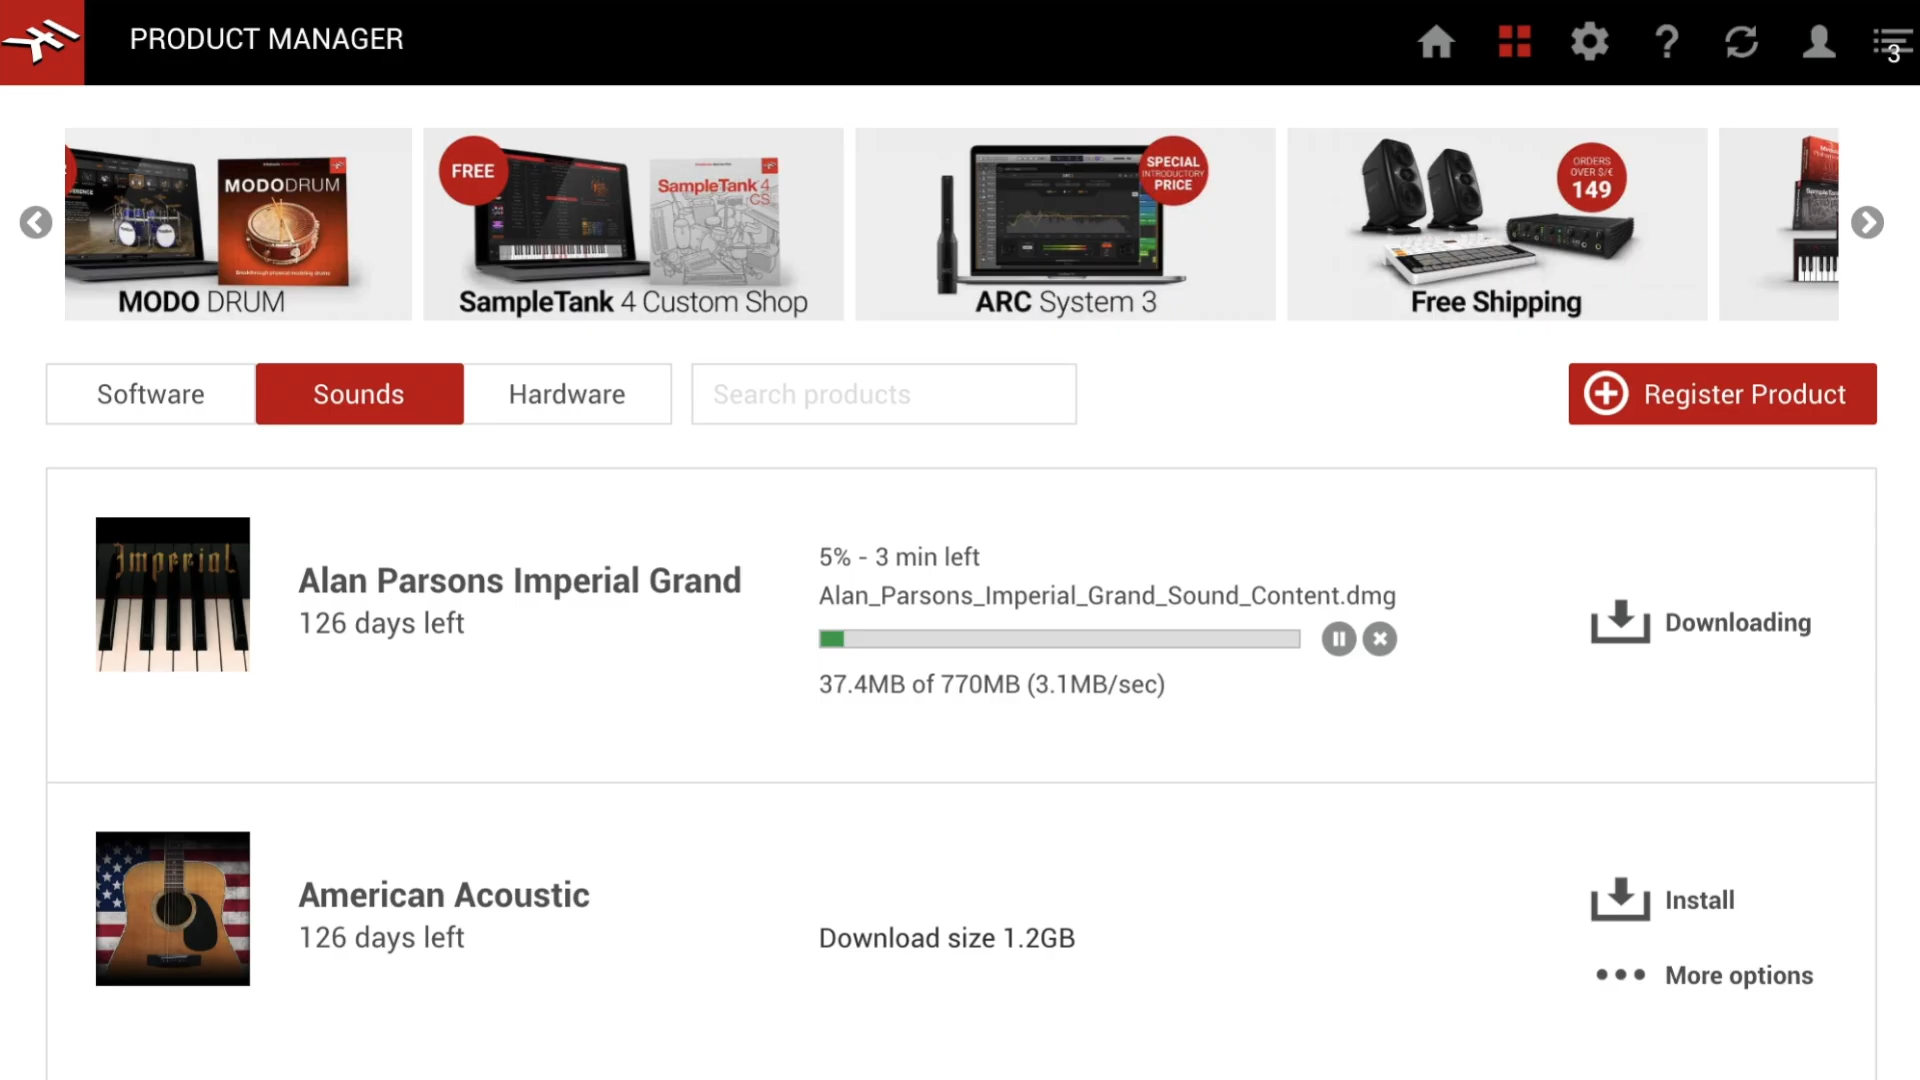 PRODUCT MANAGER
3
MODODRUM
MODO DRUM
FREE
SampleTank 4
CS
SampleTank 4 Custom Shop
SPECIAL
INTRODUCTORY
PRICE
ARC System 3
ORDERS
OVER $/€
149
Free Shipping
Software
Sounds
Hardware
Search products
Register Product
Imperial
Alan Parsons Imperial Grand
126 days left
5% - 3 min left
Alan_Parsons_Imperial_Grand_Sound_Content.dmg
37.4MB of 770MB (3.1MB/sec)
Downloading
American Acoustic
126 days left
Download size 1.2GB
Install
More options